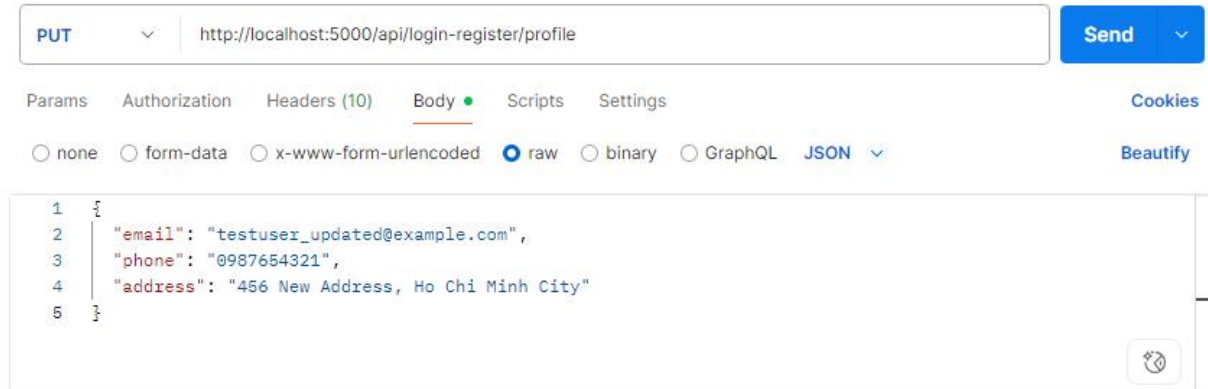 PUT http://localhost:5000/api/login-register/profile Send
Params Authorization Headers (10) Body Scripts Settings Cookies
none form-data x-www-form-urlencoded raw binary GraphQL JSON Beautify
1 {
2 "email": "testuser_updated@example.com",
3 "phone": "0987654321",
4 "address": "456 New Address, Ho Chi Minh City"
5 }